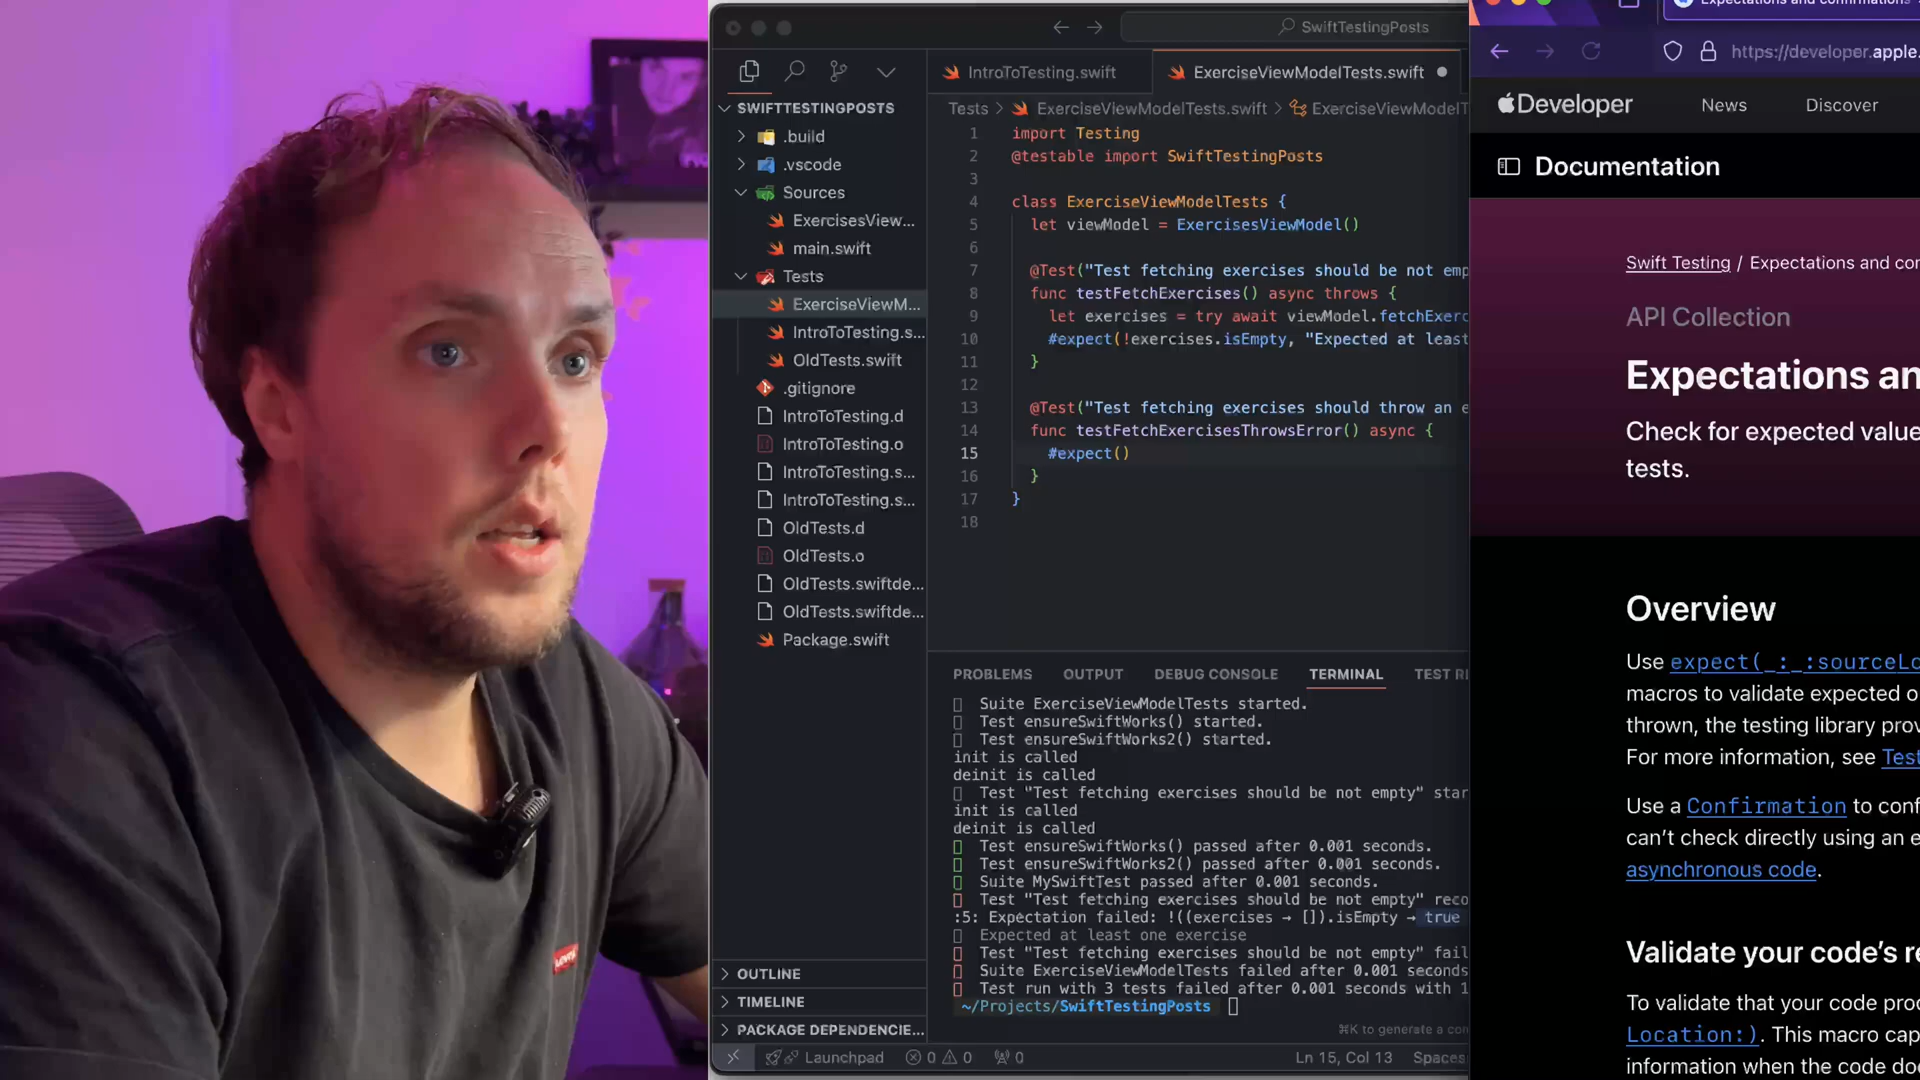 SwiftTestingPosts
IntroToTesting.swift
ExerciseViewModelTests.swift
SWIFTTESTINGPOSTS
.build
.vscode
Sources
ExercisesView...
main.swift
Tests
ExerciseViewM...
IntroToTesting.s...
OldTests.swift
.gitignore
IntroToTesting.d
IntroToTesting.o
IntroToTesting.s...
IntroToTesting.s...
OldTests.d
OldTests.o
OldTests.swiftde...
OldTests.swiftde...
Package.swift
OUTLINE
TIMELINE
PACKAGE DEPENDENCIE...
Tests > ExerciseViewModelTests.swift > ExerciseViewModelT
1 import Testing
2 @testable import SwiftTestingPosts
3
4 class ExerciseViewModelTests {
5 let viewModel = ExercisesViewModel()
6
7 @Test("Test fetching exercises should be not emp
8 func testFetchExercises() async throws {
9 let exercises = try await viewModel.fetchExerc
10 #expect(!exercises.isEmpty, "Expected at least
11 }
12
13 @Test("Test fetching exercises should throw an e
14 func testFetchExercisesThrowsError() async {
15 #expect()
16 }
17 }
18
PROBLEMS OUTPUT DEBUG CONSOLE TERMINAL TEST RE
Suite ExerciseViewModelTests started.
Test ensureSwiftWorks() started.
Test ensureSwiftWorks2() started.
init is called
deinit is called
Test "Test fetching exercises should be not empty" star
init is called
deinit is called
Test ensureSwiftWorks() passed after 0.001 seconds.
Test ensureSwiftWorks2() passed after 0.001 seconds.
Suite MySwiftTest passed after 0.001 seconds.
Test "Test fetching exercises should be not empty" reco
:5: Expectation failed: !((exercises → []).isEmpty → true
Expected at least one exercise
Test "Test fetching exercises should be not empty" fail
Suite ExerciseViewModelTests failed after 0.001 seconds
Test run with 3 tests failed after 0.001 seconds with 1
~/Projects/SwiftTestingPosts
⌘K to generate a com
Launchpad 0 0 0 Ln 15, Col 13 Spaces
Expectations and confirmations
https://developer.apple.
Developer News Discover
Documentation
Swift Testing / Expectations and con
API Collection
Expectations an
Check for expected value
tests.
Overview
Use expect(_:_:sourceLo
macros to validate expected o
thrown, the testing library prov
For more information, see Test
Use a Confirmation to conf
can't check directly using an e
asynchronous code.
Validate your code's re
To validate that your code proc
Location:). This macro cap
information when the code doe
Levi's